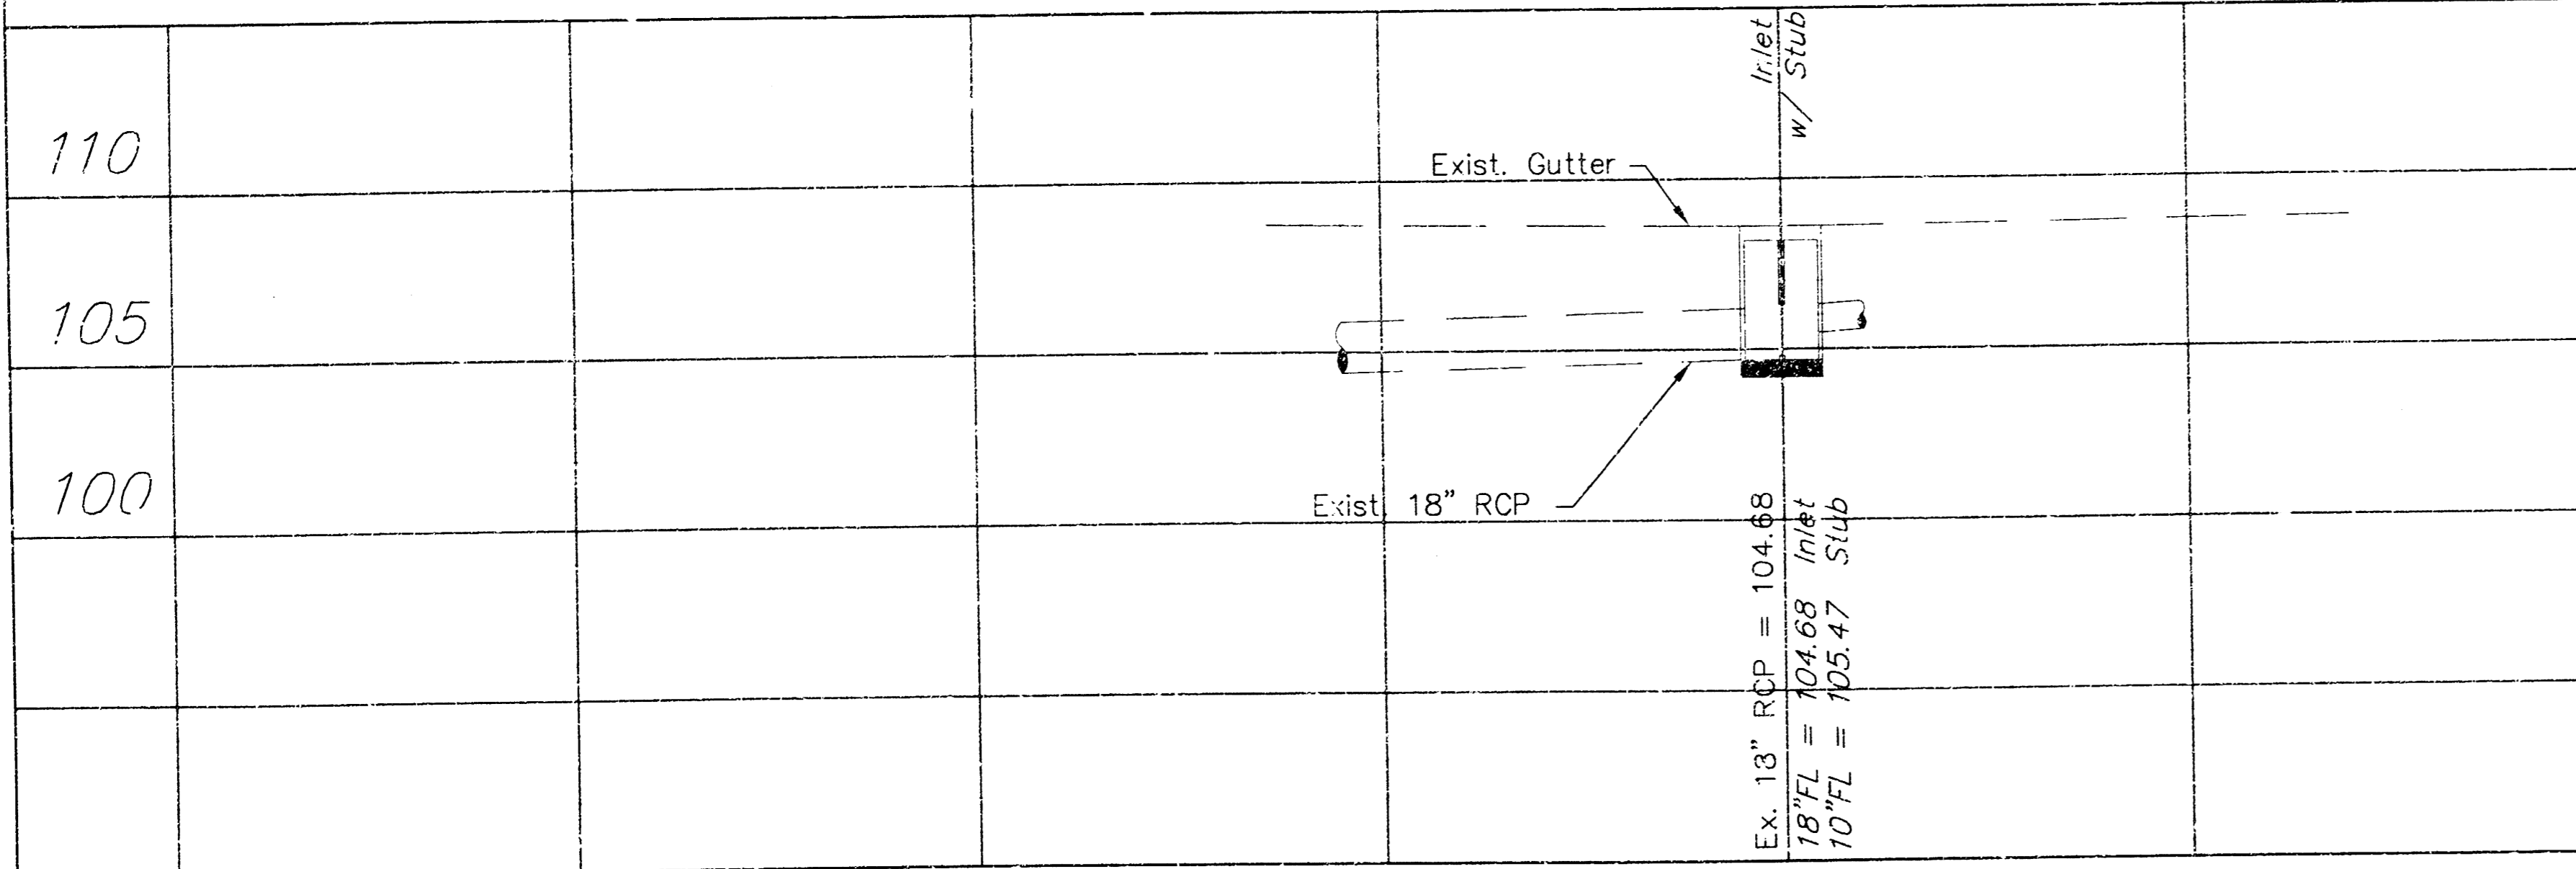 Inlet
w/ Stub
110
Exist. Gutter
105
100
Exist. 18" RCP
Ex. 18" RCP = 104.68
18"FL = 104.68 Inlet
10"FL = 105.47 Stub